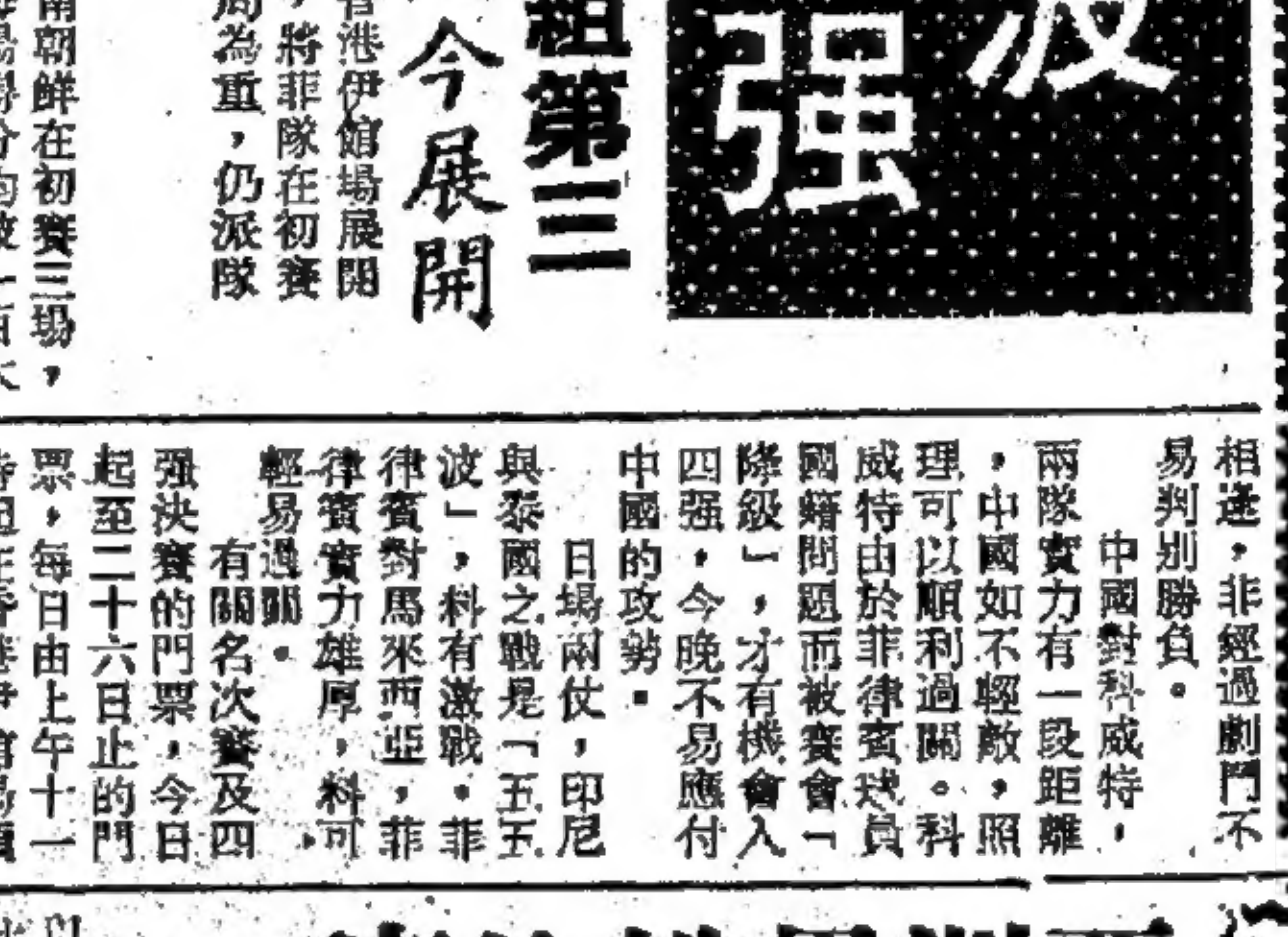 强
組第三
今展開
香港伊館場展開
，將菲隊在初賽
為重，仍派隊
南朝鮮在初賽三場，
相逢，非經過劇鬥不
易判別勝負。
中國對科威特，
兩隊實力有一段距離
，中國如不輕敵，照
理可以順利過關。科
威特由於菲律賓球員
國籍問題而被賽會「
降級」，才有機會入
四强，今晚不易應付
中國的攻勢。
日場兩仗，印尼
與泰國之戰是「五五
波」，料有激戰。菲
律賓對馬來西亞，菲
律賓實力雄厚，料可
輕易過關。
有關名次賽及四
强決賽的門票，今日
起至二十六日止的門
票，每日由上午十一